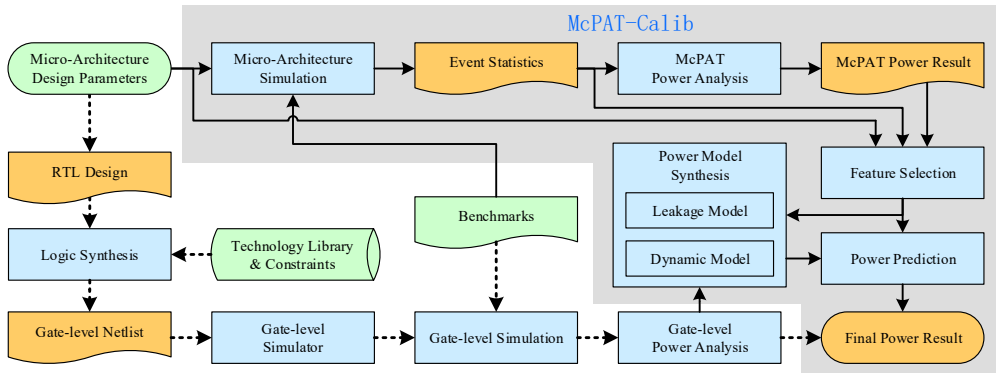 McPAT-Calib
Micro-Architecture
Design Parameters
Micro-Architecture
Simulation
Event Statistics
McPAT
Power Analysis
McPAT Power Result
RTL Design
Power Model
Synthesis
Leakage Model
Dynamic Model
Feature Selection
Benchmarks
Logic Synthesis
Technology Library
& Constraints
Power Prediction
Gate-level Netlist
Gate-level
Simulator
Gate-level Simulation
Gate-level
Power Analysis
Final Power Result